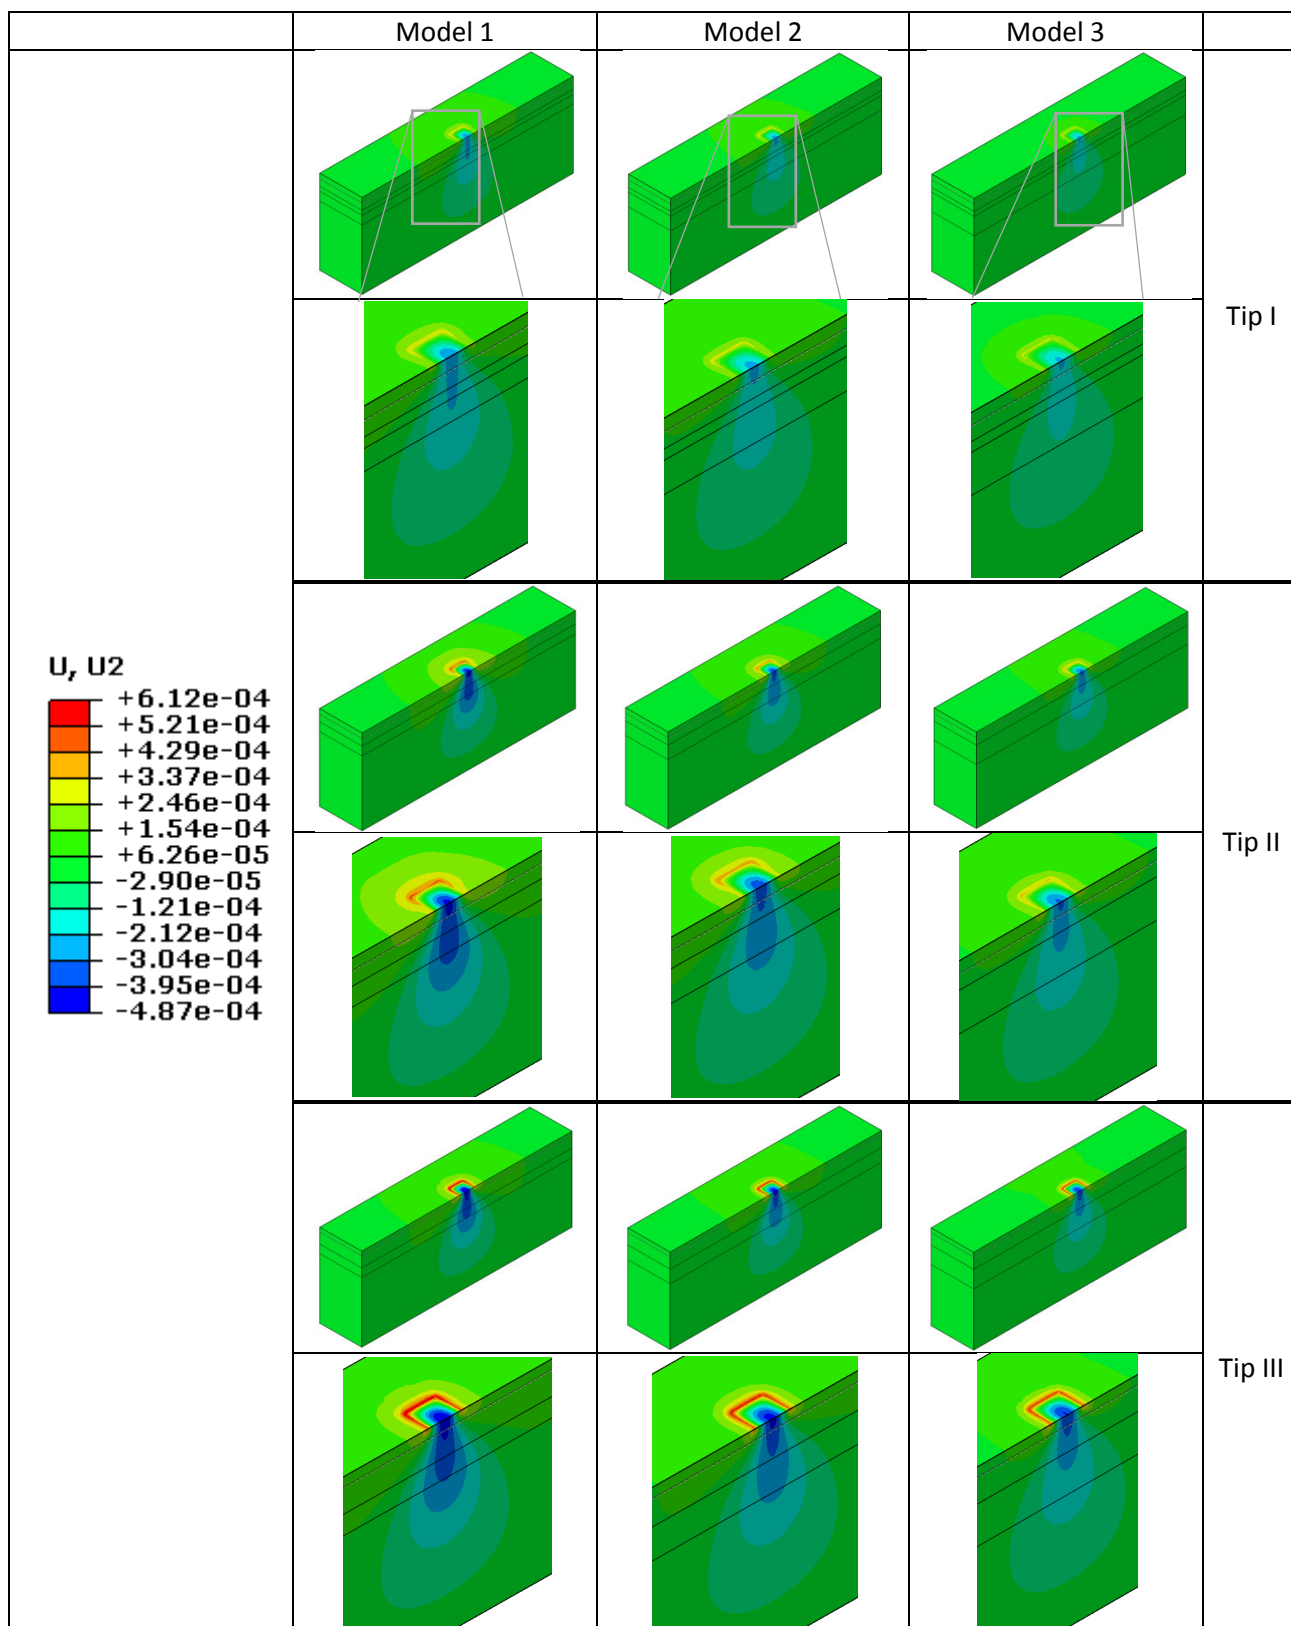 Model 1 Model 2 Model 3
Tip I
U, U2
+6.12e-04
+5.21e-04
+4.29e-04
+3.37e-04
+2.46e-04
+1.54e-04
+6.26e-05
-2.90e-05
-1.21e-04
-2.12e-04
-3.04e-04
-3.95e-04
-4.87e-04
Tip II
Tip III